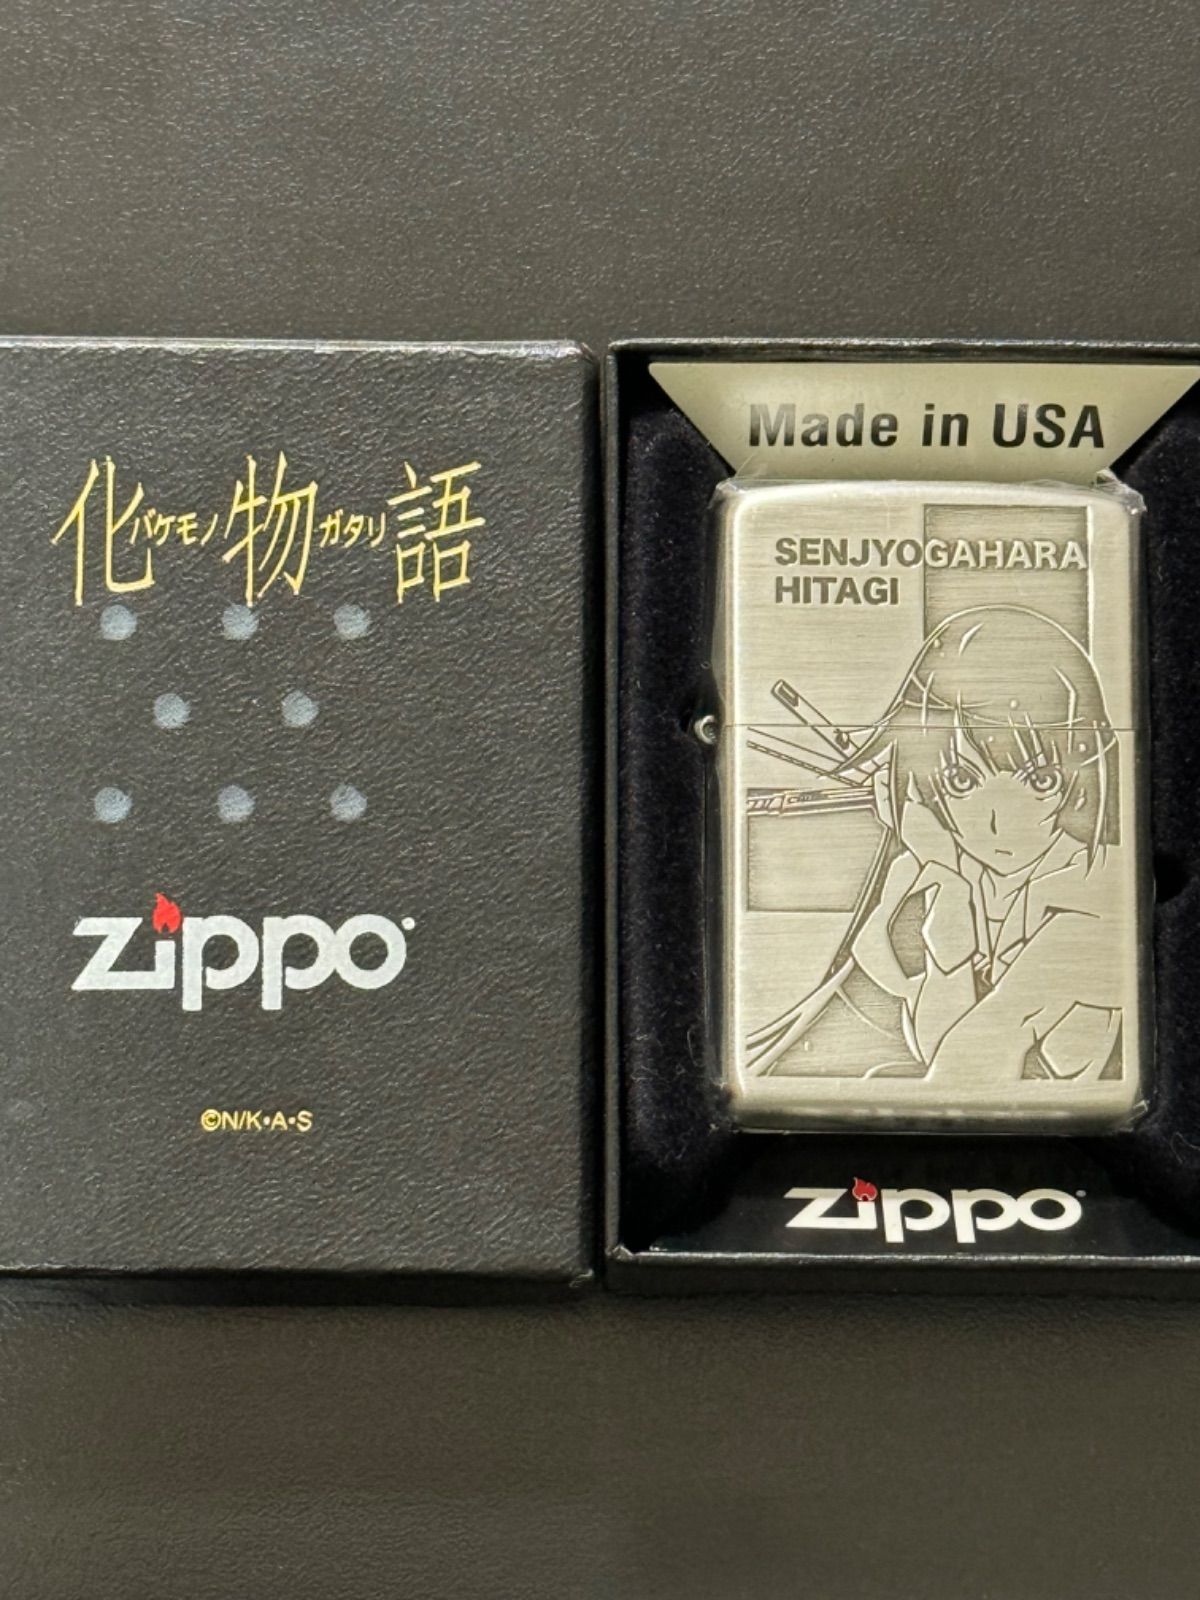 化バケモノ物ガタリ語
zippo
©N/K•A•S
Made in USA
SENJYOGAHARA
HITAGI
zippo